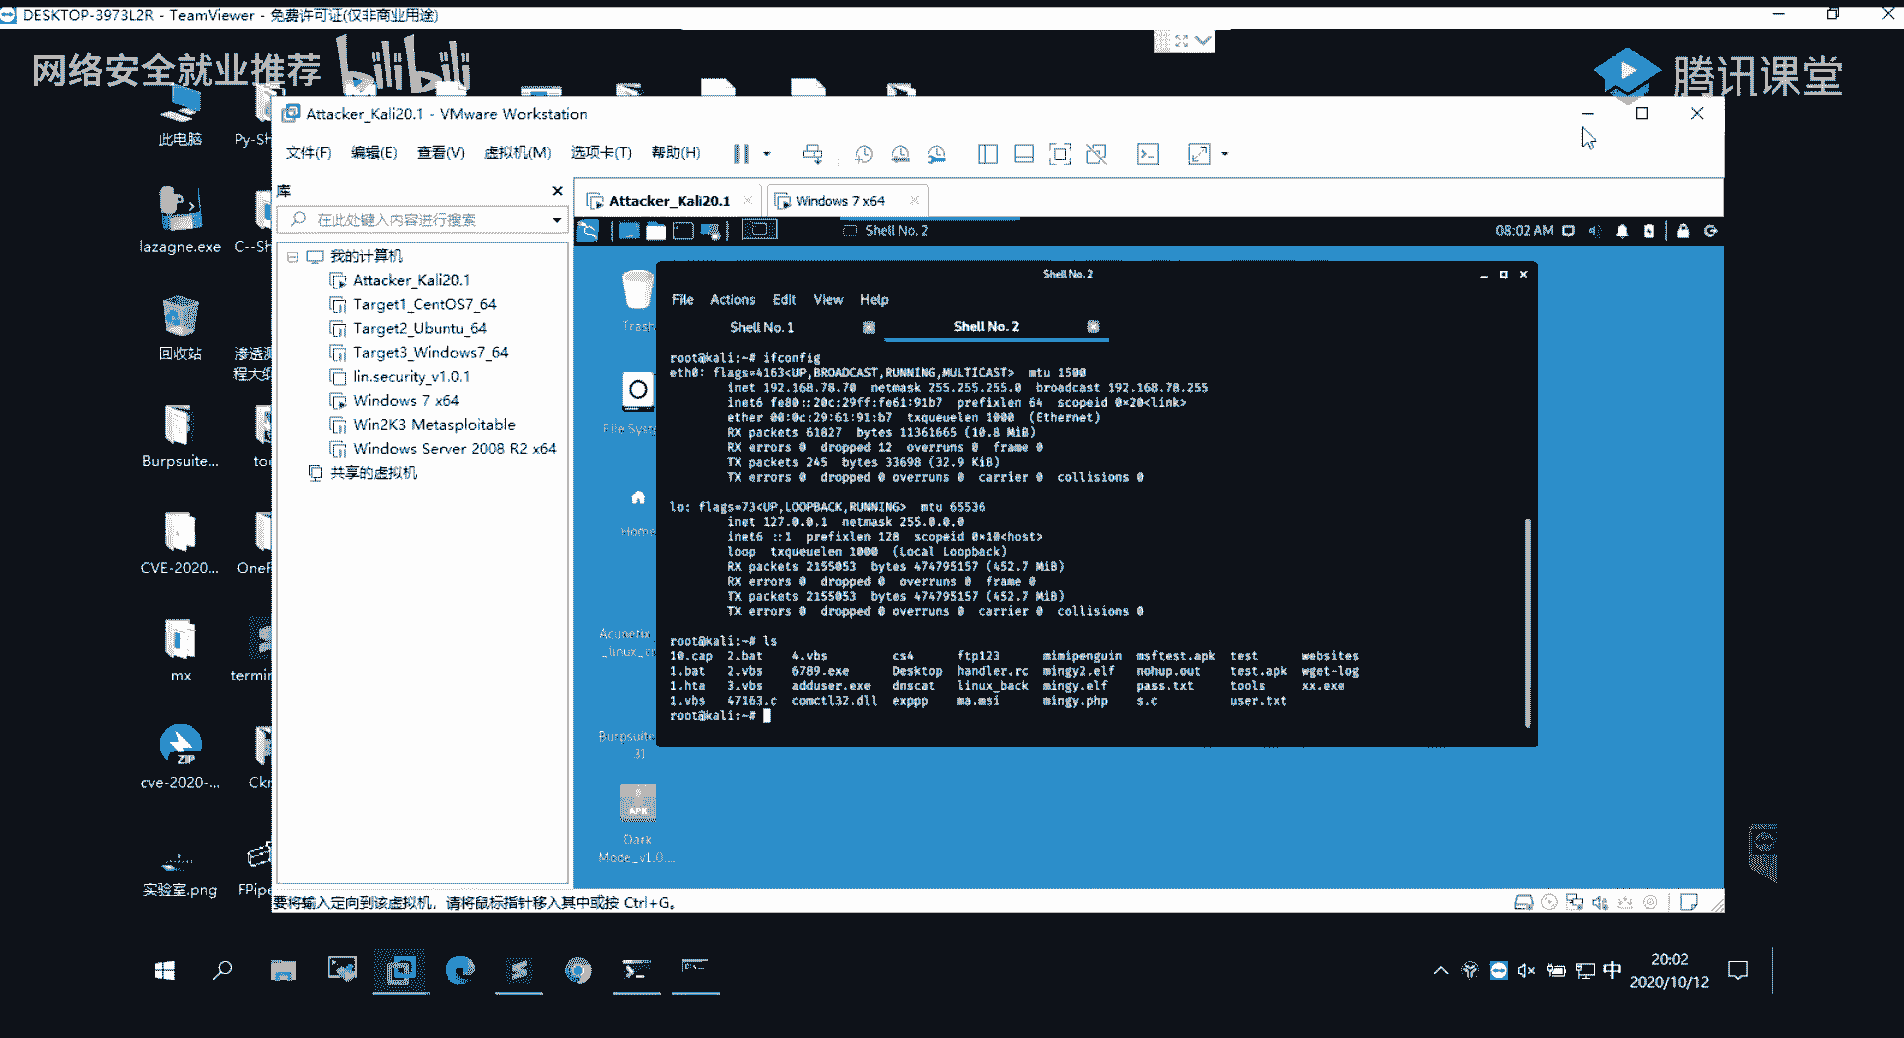 DESKTOP-3973L2R - TeamViewer - 免费许可证(仅非商业用途)
网络安全就业推荐
bilibili
腾讯课堂
此电脑
Py-Sh
lazagne.exe
C--Sh
回收站
渗透测
程大纲
Burpsuite...
too
CVE-2020...
OneF
mx
termin
cve-2020-...
Ckn
实验室.png
FPipe
Attacker_Kali20.1 - VMware Workstation
文件(F) 编辑(E) 查看(V) 虚拟机(M) 选项卡(T) 帮助(H)
库
在此处键入内容进行搜索
我的计算机
Attacker_Kali20.1
Target1_CentOS7_64
Target2_Ubuntu_64
Target3_Windows7_64
lin.security_v1.0.1
Windows 7 x64
Win2K3 Metasploitable
Windows Server 2008 R2 x64
共享的虚拟机
Attacker_Kali20.1
Windows 7 x64
Shell No. 2
08:02 AM
Trash
File Syst
Home
Acunetix
_linux_cr
Burpsuite
31
APK
Dark
Mode_v1.0....
Shell No. 2
File Actions Edit View Help
Shell No. 1
Shell No. 2
root@kali:~# ifconfig
eth0: flags=4163<UP,BROADCAST,RUNNING,MULTICAST>  mtu 1500
inet 192.168.78.70  netmask 255.255.255.0  broadcast 192.168.78.255
inet6 fe80::20c:29ff:fe61:91b7  prefixlen 64  scopeid 0×20<link>
ether 00:0c:29:61:91:b7  txqueuelen 1000  (Ethernet)
RX packets 61827  bytes 11361665 (10.8 MiB)
RX errors 0  dropped 12  overruns 0  frame 0
TX packets 245  bytes 33698 (32.9 KiB)
TX errors 0  dropped 0 overruns 0  carrier 0  collisions 0
lo: flags=73<UP,LOOPBACK,RUNNING>  mtu 65536
inet 127.0.0.1  netmask 255.0.0.0
inet6 ::1  prefixlen 128  scopeid 0×10<host>
loop  txqueuelen 1000  (Local Loopback)
RX packets 2155053  bytes 474795157 (452.7 MiB)
RX errors 0  dropped 0  overruns 0  frame 0
TX packets 2155053  bytes 474795157 (452.7 MiB)
TX errors 0  dropped 0 overruns 0  carrier 0  collisions 0
root@kali:~# ls
10.cap 2.bat 4.vbs cs4 ftp123 mimipenguin msftest.apk test websites
1.bat 2.vbs 6789.exe Desktop handler.rc mingy2.elf nohup.out test.apk wget-log
1.hta 3.vbs adduser.exe dnscat linux_back mingy.elf pass.txt tools xx.exe
1.vbs 47163.c comctl32.dll exppp ma.msi mingy.php s.c user.txt
root@kali:~#
要将输入定向到该虚拟机，请将鼠标指针移入其中或按 Ctrl+G。
中
20:02
2020/10/12